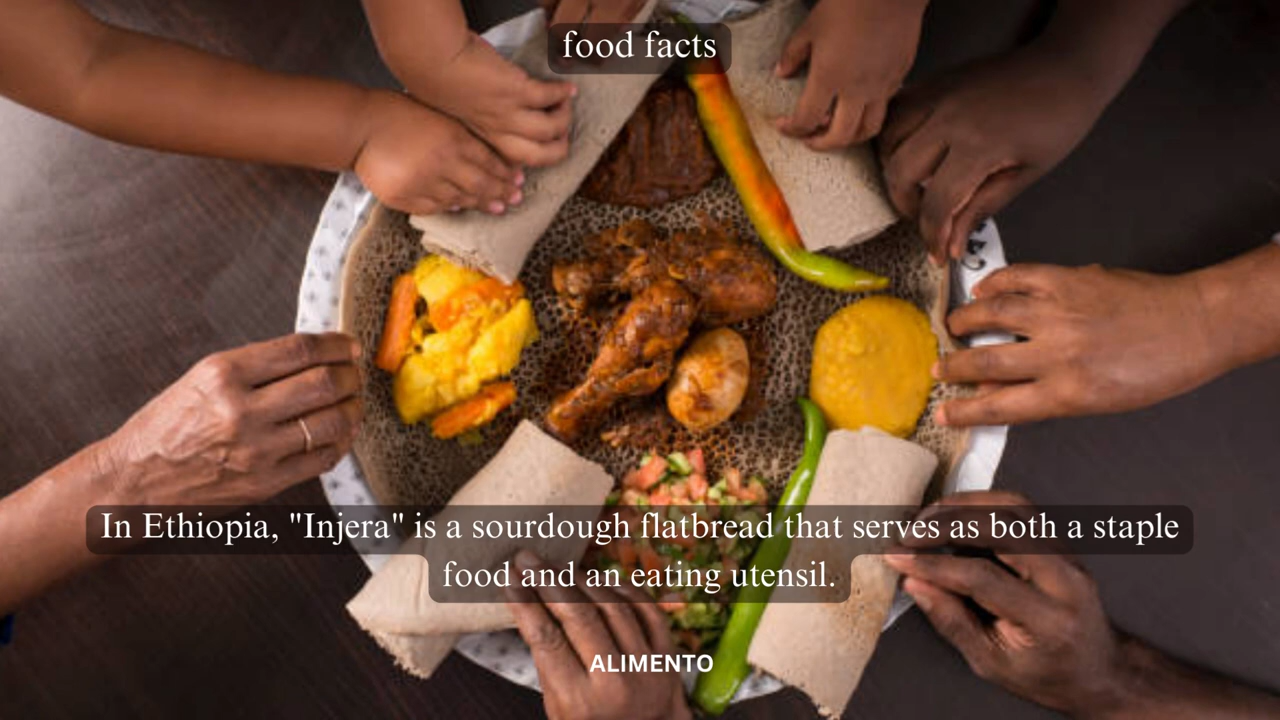 food facts
In Ethiopia, "Injera" is a sourdough flatbread that serves as both a staple
food and an eating utensil.
ALIMENTO